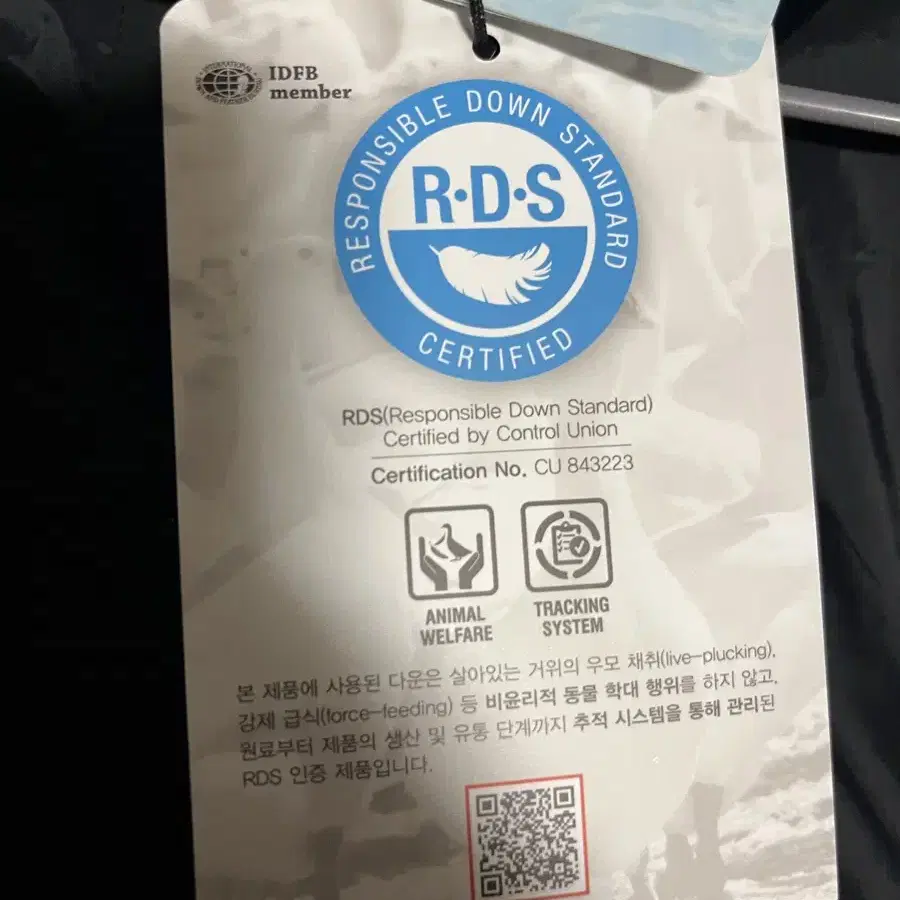 IDFB
member
RESPONSIBLE DOWN STANDARD
R·D·S
CERTIFIED
RDS(Responsible Down Standard)
Certified by Control Union
Certification No. CU 843223
ANIMAL
WELFARE
TRACKING
SYSTEM
본 제품에 사용된 다운은 살아있는 거위의 우모 채취(live-plucking),
강제 급식(force-feeding) 등 비윤리적 동물 학대 행위를 하지 않고,
원료부터 제품의 생산 및 유통 단계까지 추적 시스템을 통해 관리된
RDS 인증 제품입니다.